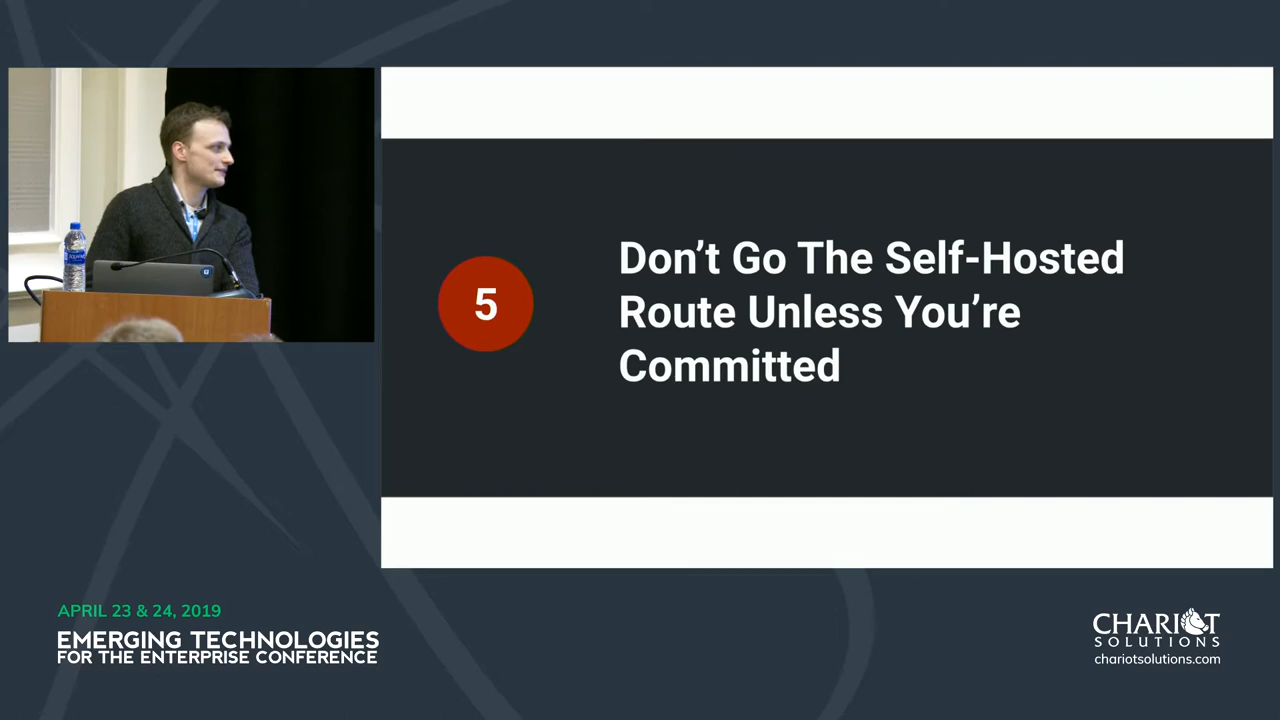 5
Don’t Go The Self-Hosted
Route Unless You’re
Committed
APRIL 23 & 24, 2019
EMERGING TECHNOLOGIES
FOR THE ENTERPRISE CONFERENCE
CHARIOT
SOLUTIONS
chariotsolutions.com